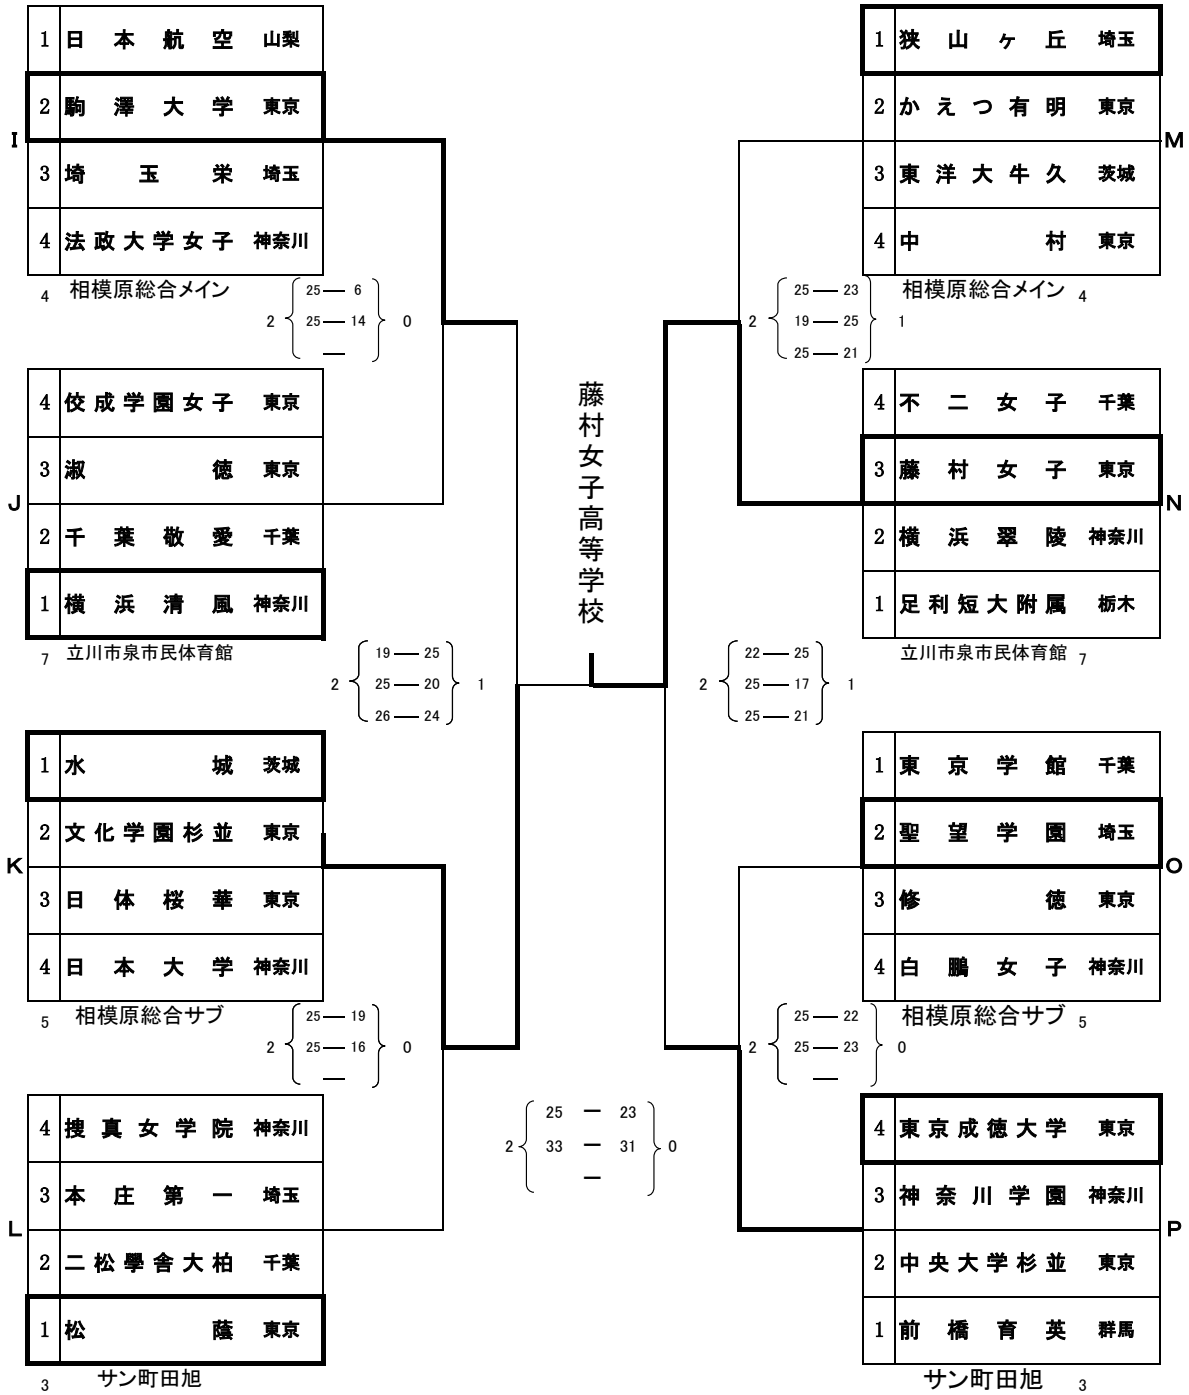 1 日本航空 山梨
2 駒澤大学 東京
I
3 埼玉栄 埼玉
4 法政大学女子 神奈川
4 相模原総合メイン
2 25 — 6 0
25 — 14
—
4 佼成学園女子 東京
3 淑徳 東京
J
2 千葉敬愛 千葉
1 横浜清風 神奈川
7 立川市泉市民体育館
19 — 25
2 25 — 20 1
26 — 24
1 水城 茨城
2 文化学園杉並 東京
K
3 日体桜華 東京
4 日本大学 神奈川
5 相模原総合サブ
25 — 19
2 25 — 16 0
—
4 捜真女学院 神奈川
3 本庄第一 埼玉
L
2 二松學舎大柏 千葉
1 松蔭 東京
3 サン町田旭
藤村女子高等学校
25 — 23
2 33 — 31 0
—
1 狭山ヶ丘 埼玉
2 かえつ有明 東京
M
3 東洋大牛久 茨城
4 中村 東京
相模原総合メイン 4
25 — 23
2 19 — 25 1
25 — 21
4 不二女子 千葉
3 藤村女子 東京
N
2 横浜翠陵 神奈川
1 足利短大附属 栃木
立川市泉市民体育館 7
22 — 25
2 25 — 17 1
25 — 21
1 東京学館 千葉
2 聖望学園 埼玉
O
3 修徳 東京
4 白鵬女子 神奈川
相模原総合サブ 5
25 — 22
2 25 — 23 0
—
4 東京成徳大学 東京
3 神奈川学園 神奈川
P
2 中央大学杉並 東京
1 前橋育英 群馬
サン町田旭 3